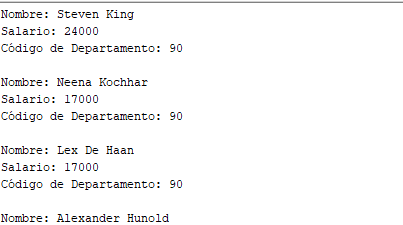 Nombre: Steven King
Salario: 24000
Código de Departamento: 90
Nombre: Neena Kochhar
Salario: 17000
Código de Departamento: 90
Nombre: Lex De Haan
Salario: 17000
Código de Departamento: 90
Nombre: Alexander Hunold